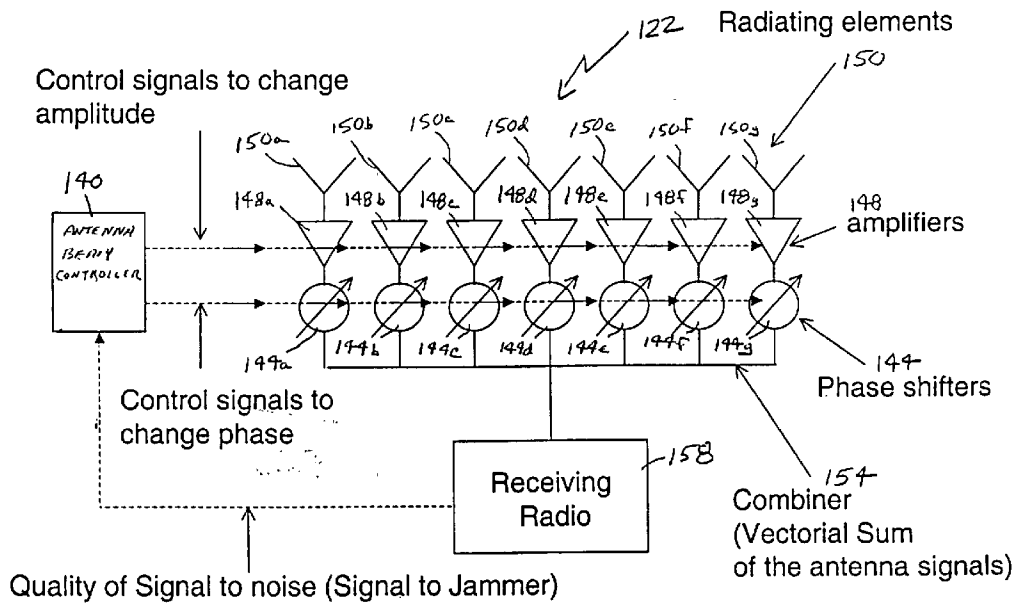 122 Radiating elements
150
Control signals to change
amplitude
150a 150b 150c 150d 150e 150f 150g
140
148a 148b 148c 148d 148e 148f 148g
148
amplifiers
ANTENNA
BEAM
CONTROLLER
144a 144b 144c 144d 144e 144f 144g
144
Phase shifters
Control signals to
change phase
158
Receiving
Radio
154
Combiner
(Vectorial Sum
of the antenna signals)
Quality of Signal to noise (Signal to Jammer)